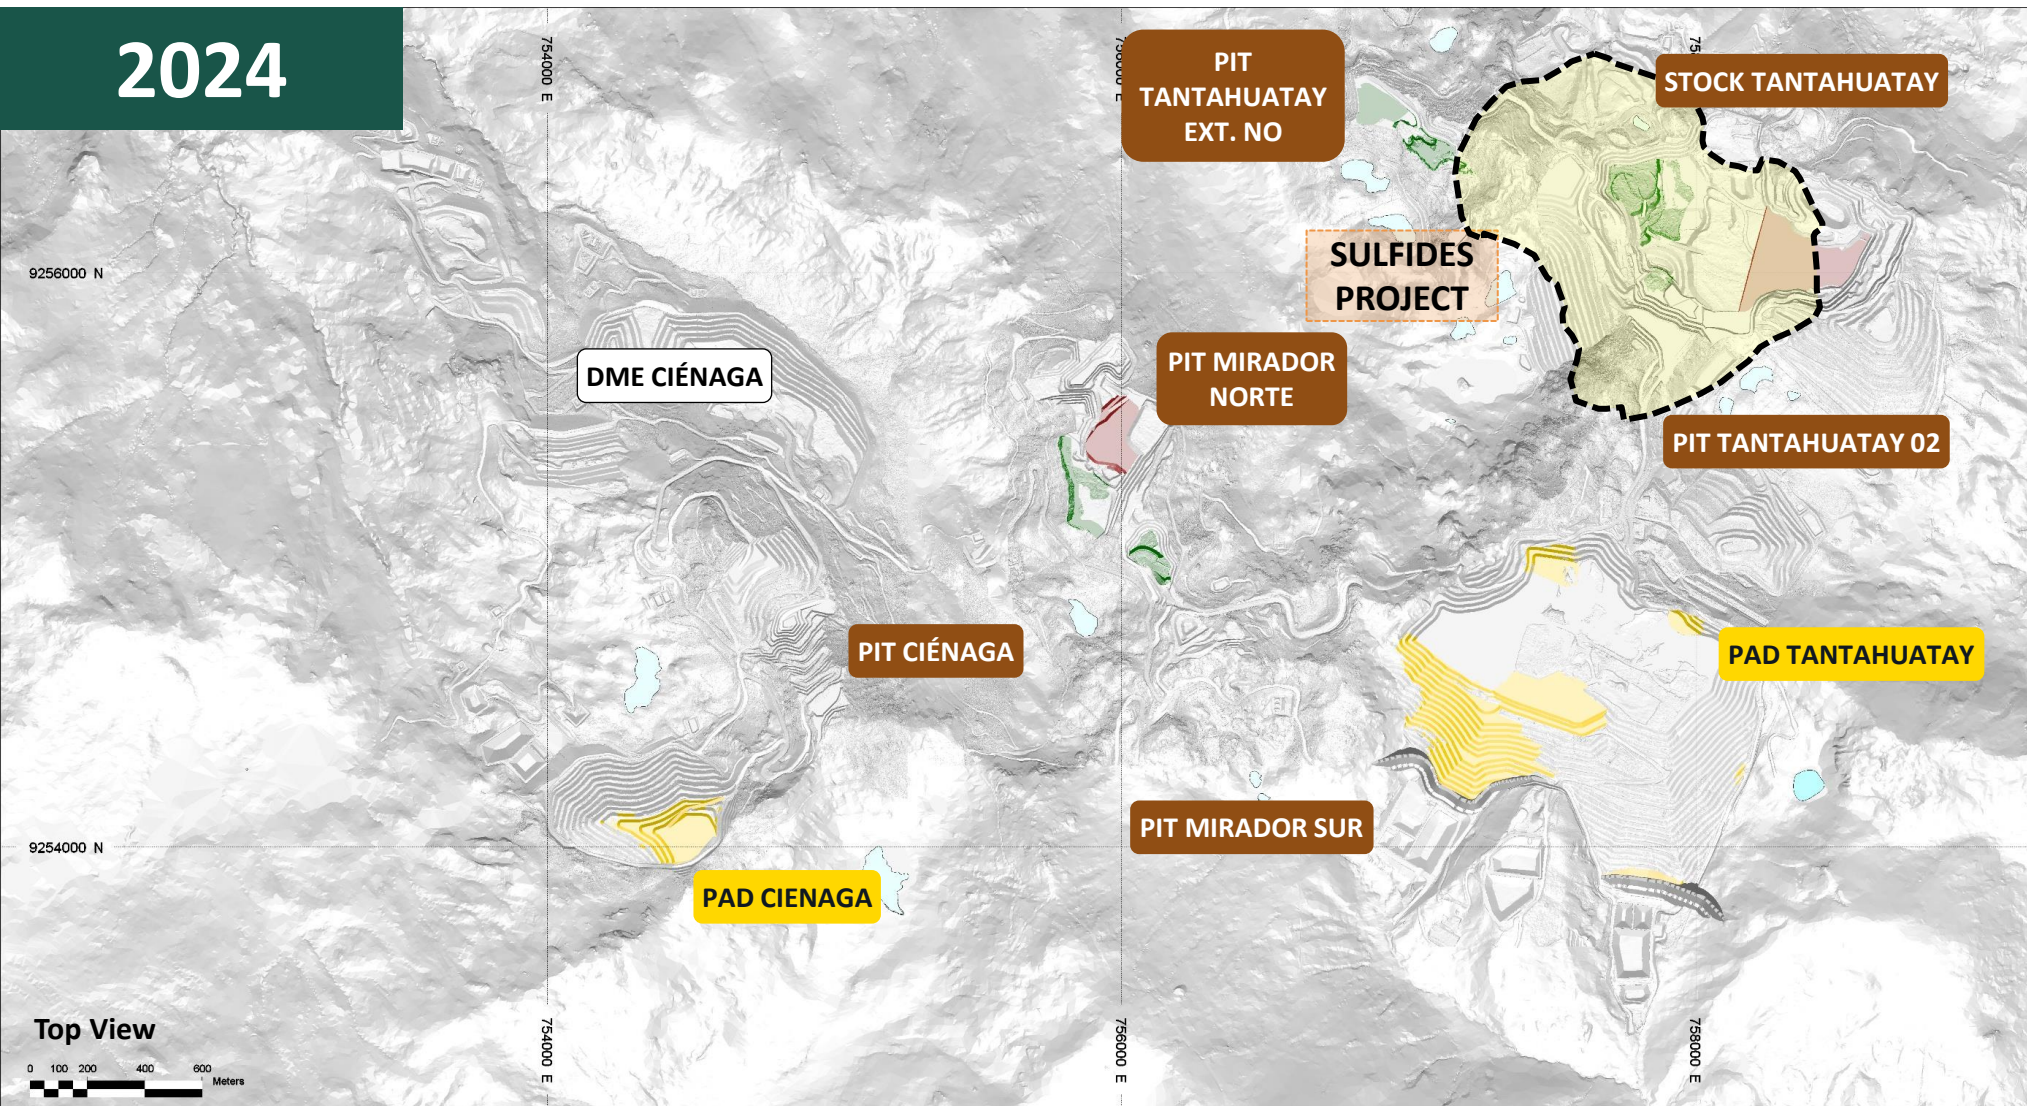 2024
754000 E
756000 E
PIT
TANTAHUATAY
EXT. NO
STOCK TANTAHUATAY
9256000 N
SULFIDES
PROJECT
DME CIÉNAGA
PIT MIRADOR
NORTE
PIT TANTAHUATAY 02
PIT CIÉNAGA
PAD TANTAHUATAY
PIT MIRADOR SUR
9254000 N
PAD CIENAGA
Top View
754000 E
756000 E
758000 E
0 100 200 400 600
Meters